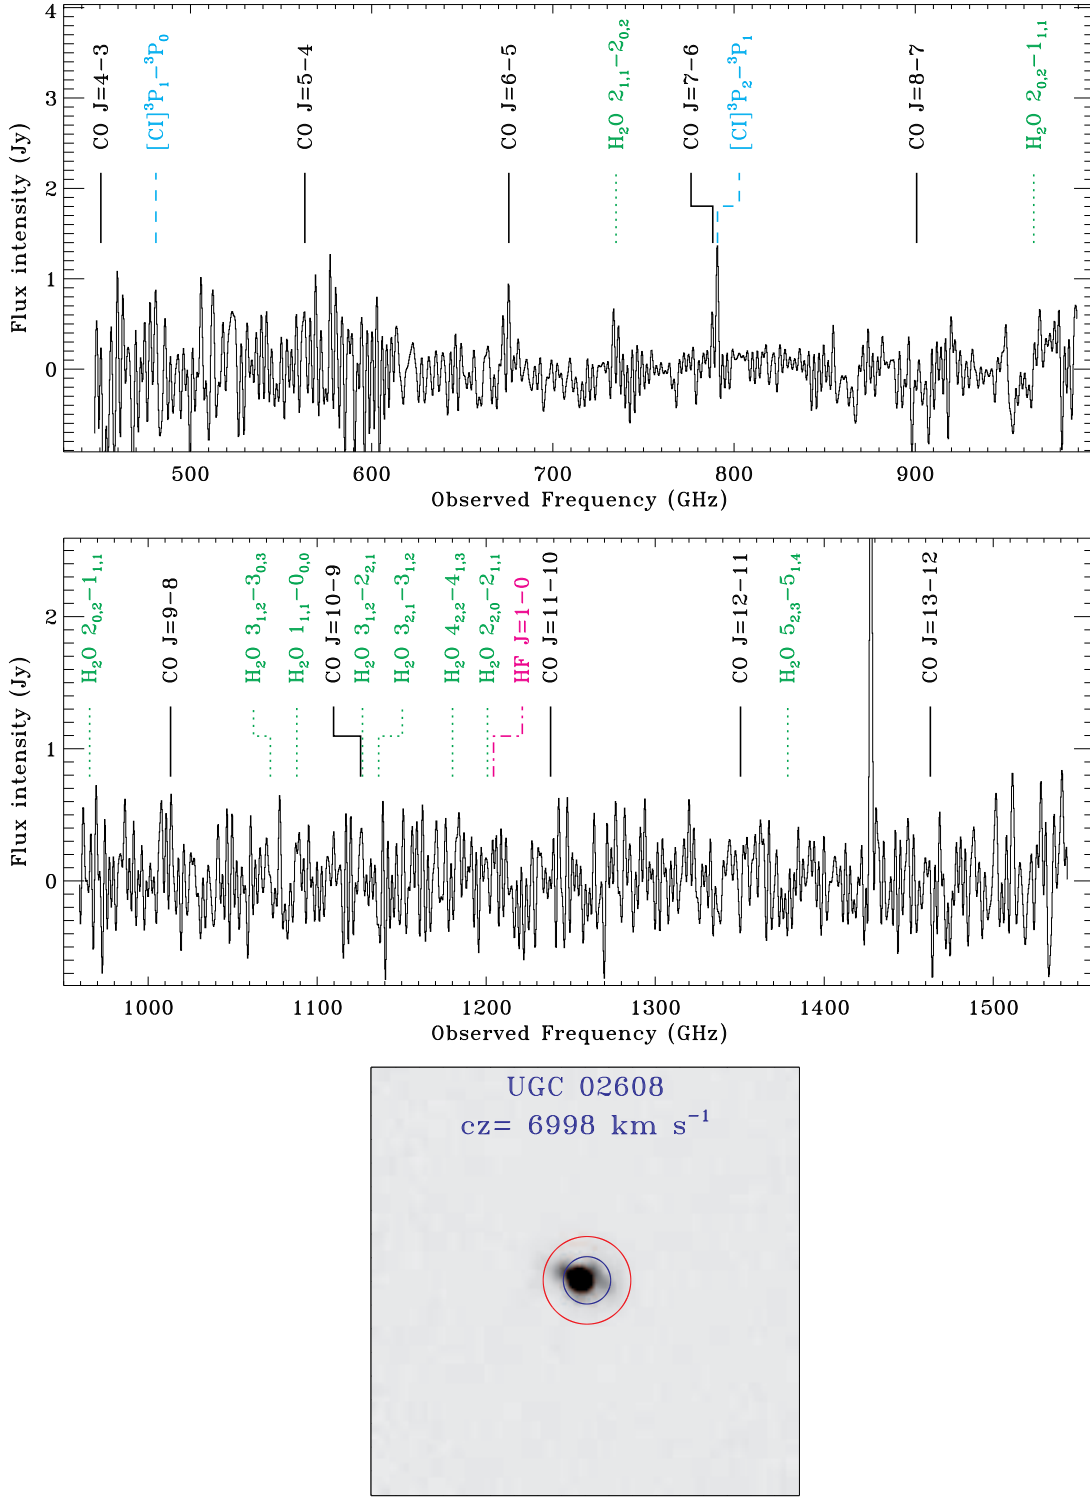 4
3
2
1
0
Flux intensity (Jy)
CO J=4−3
[CI]³P₁−³P₀
CO J=5−4
CO J=6−5
H₂O 2₁,₁−2₀,₂
CO J=7−6
[CI]³P₂−³P₁
CO J=8−7
H₂O 2₀,₂−1₁,₁
500 600 700 800 900
Observed Frequency (GHz)
2
1
0
Flux intensity (Jy)
H₂O 2₀,₂−1₁,₁
CO J=9−8
H₂O 3₁,₂−3₀,₃
H₂O 1₁,₁−0₀,₀
CO J=10−9
H₂O 3₁,₂−2₂,₁
H₂O 3₂,₁−3₁,₂
H₂O 4₂,₂−4₁,₃
H₂O 2₂,₀−2₁,₁
HF J=1−0
CO J=11−10
CO J=12−11
H₂O 5₂,₃−5₁,₄
CO J=13−12
1000 1100 1200 1300 1400 1500
Observed Frequency (GHz)
UGC 02608
cz= 6998 km s⁻¹